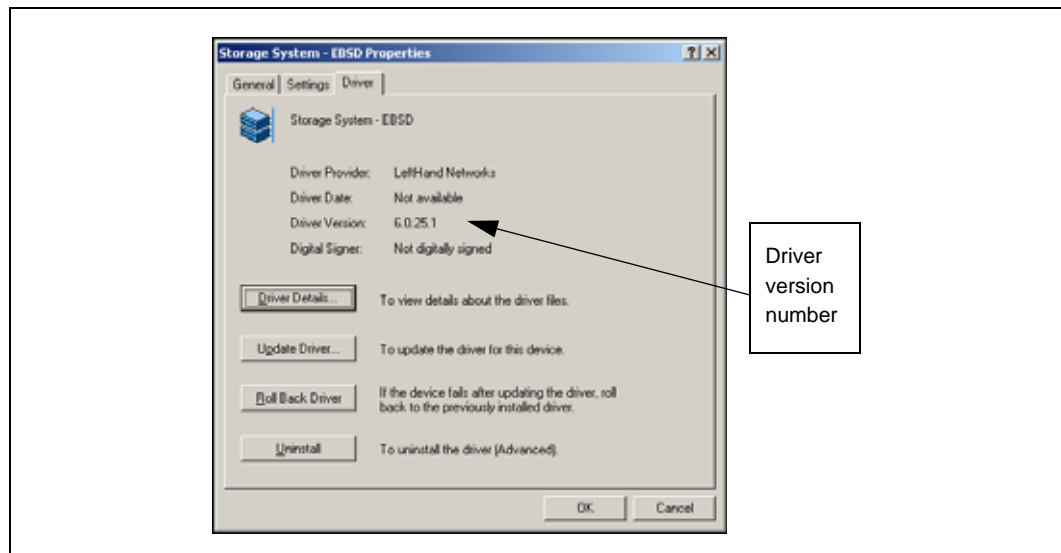 Storage System - EBSD Properties
General
Settings
Driver
Storage System - EBSD
Driver Provider: LeftHand Networks
Driver Date: Not available
Driver Version: 6.0.25.1
Digital Signer: Not digitally signed
Driver Details... To view details about the driver files.
Update Driver... To update the driver for this device.
Roll Back Driver If the device fails after updating the driver, roll
back to the previously installed driver.
Uninstall To uninstall the driver (Advanced).
OK
Cancel
Driver
version
number